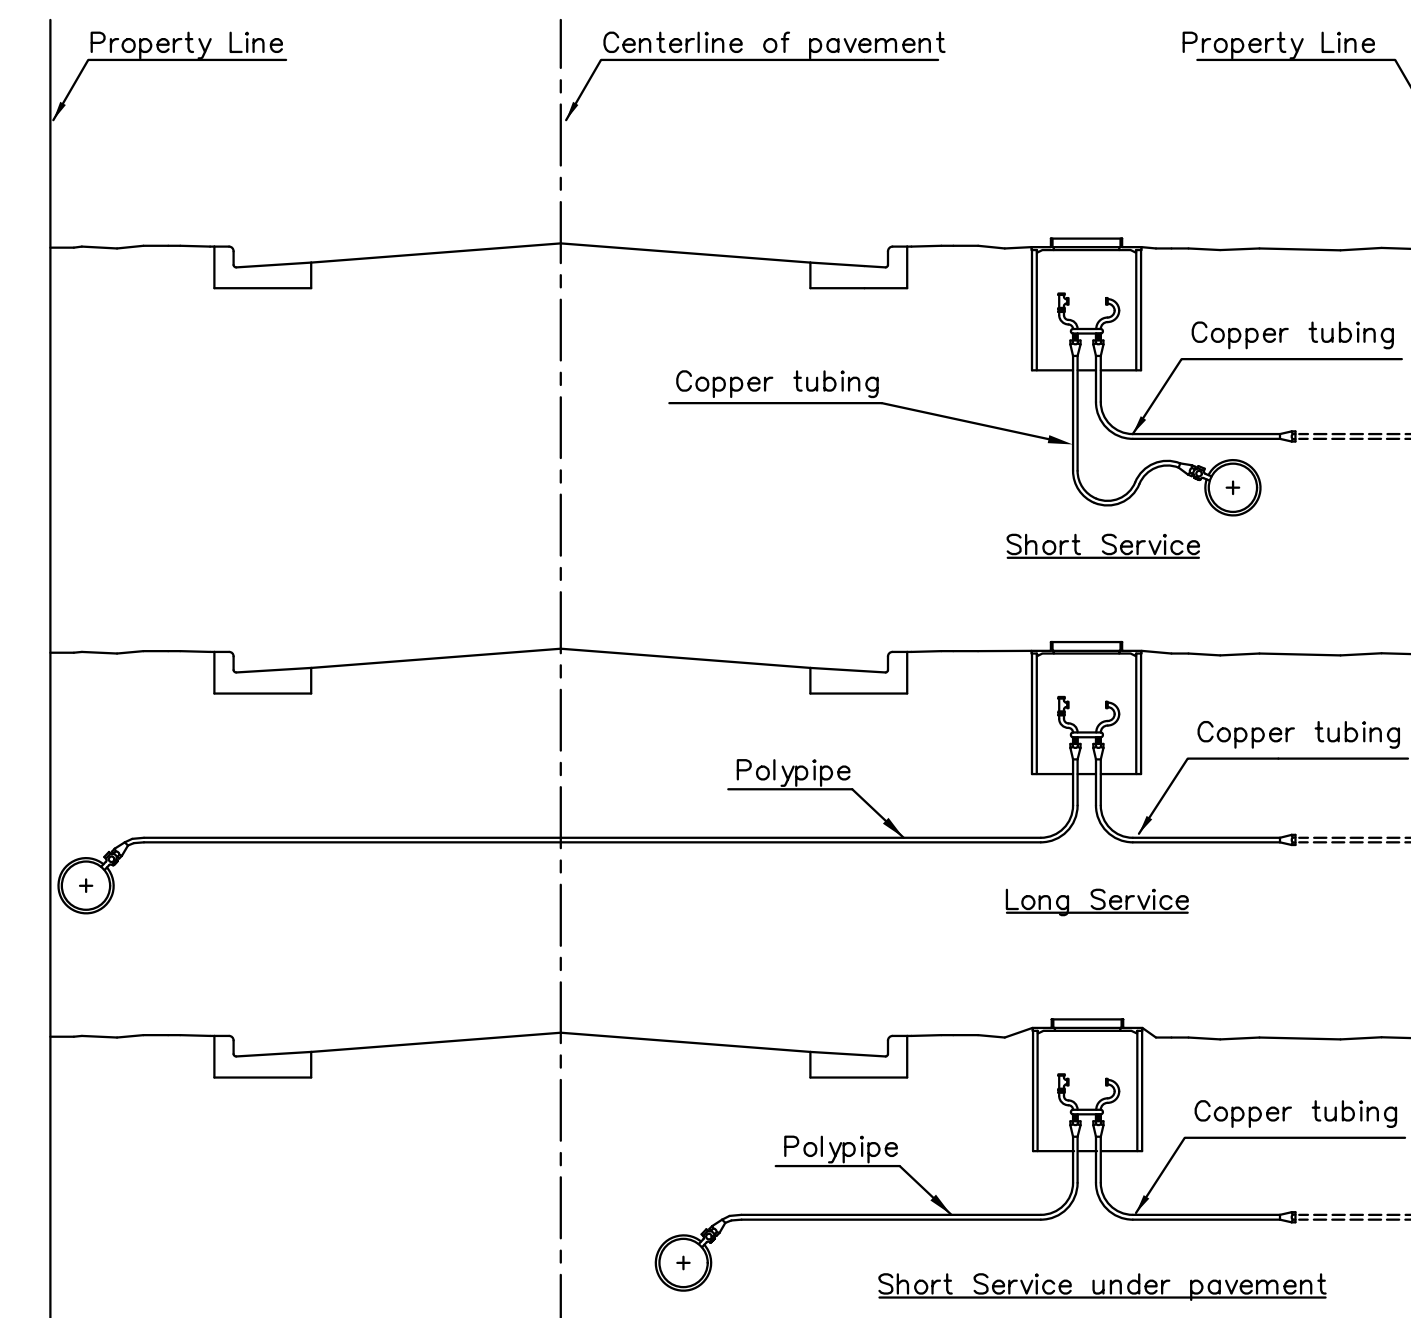 Property Line
Centerline of pavement
Property Line
Copper tubing
Copper tubing
Short Service
Copper tubing
Polypipe
Long Service
Copper tubing
Polypipe
Short Service under pavement